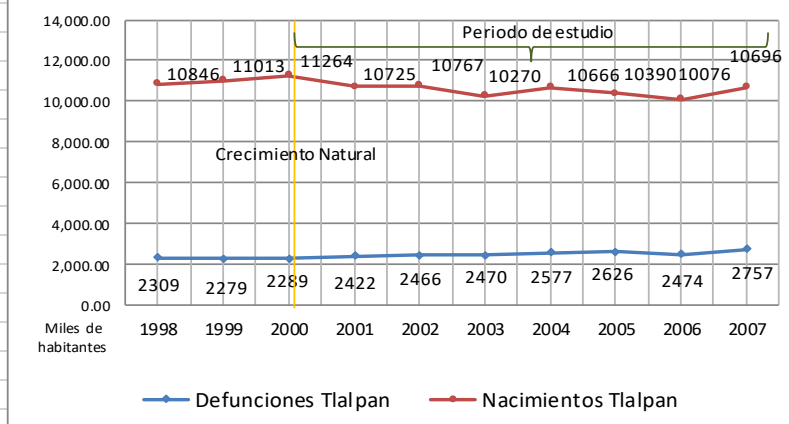 14,000.00
12,000.00
10,000.00
8,000.00
6,000.00
4,000.00
2,000.00
0.00
Periodo de estudio
10846 11013 11264 10725 10767 10270 10666 10390 10076 10696
Crecimiento Natural
2309 2279 2289 2422 2466 2470 2577 2626 2474 2757
Miles de
habitantes
1998 1999 2000 2001 2002 2003 2004 2005 2006 2007
Defunciones Tlalpan Nacimientos Tlalpan